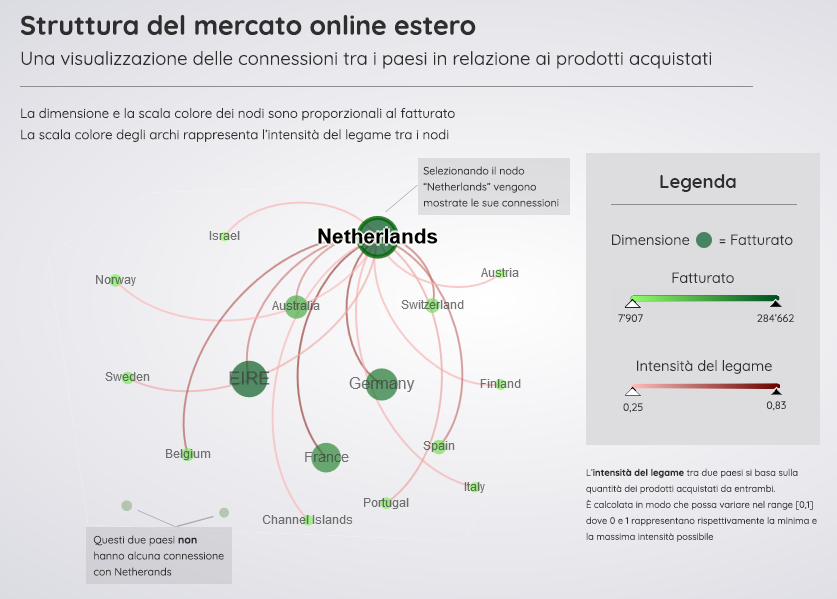 Struttura del mercato online estero
Una visualizzazione delle connessioni tra i paesi in relazione ai prodotti acquistati
La dimensione e la scala colore dei nodi sono proporzionali al fatturato
La scala colore degli archi rappresenta l'intensità del legame tra i nodi
Selezionando il nodo
"Netherlands" vengono
mostrate le sue connessioni
Netherlands
Israel
Norway
Austria
Australia
Switzerland
Sweden
EIRE
Germany
Finland
Belgium
France
Spain
Italy
Portugal
Channel Islands
Questi due paesi non
hanno alcuna connessione
con Netherands
Legenda
Dimensione = Fatturato
Fatturato
7'907 284'662
Intensità del legame
0,25 0,83
L'intensità del legame tra due paesi si basa sulla
quantità dei prodotti acquistati da entrambi.
È calcolata in modo che possa variare nel range [0,1]
dove 0 e 1 rappresentano rispettivamente la minima e
la massima intensità possibile